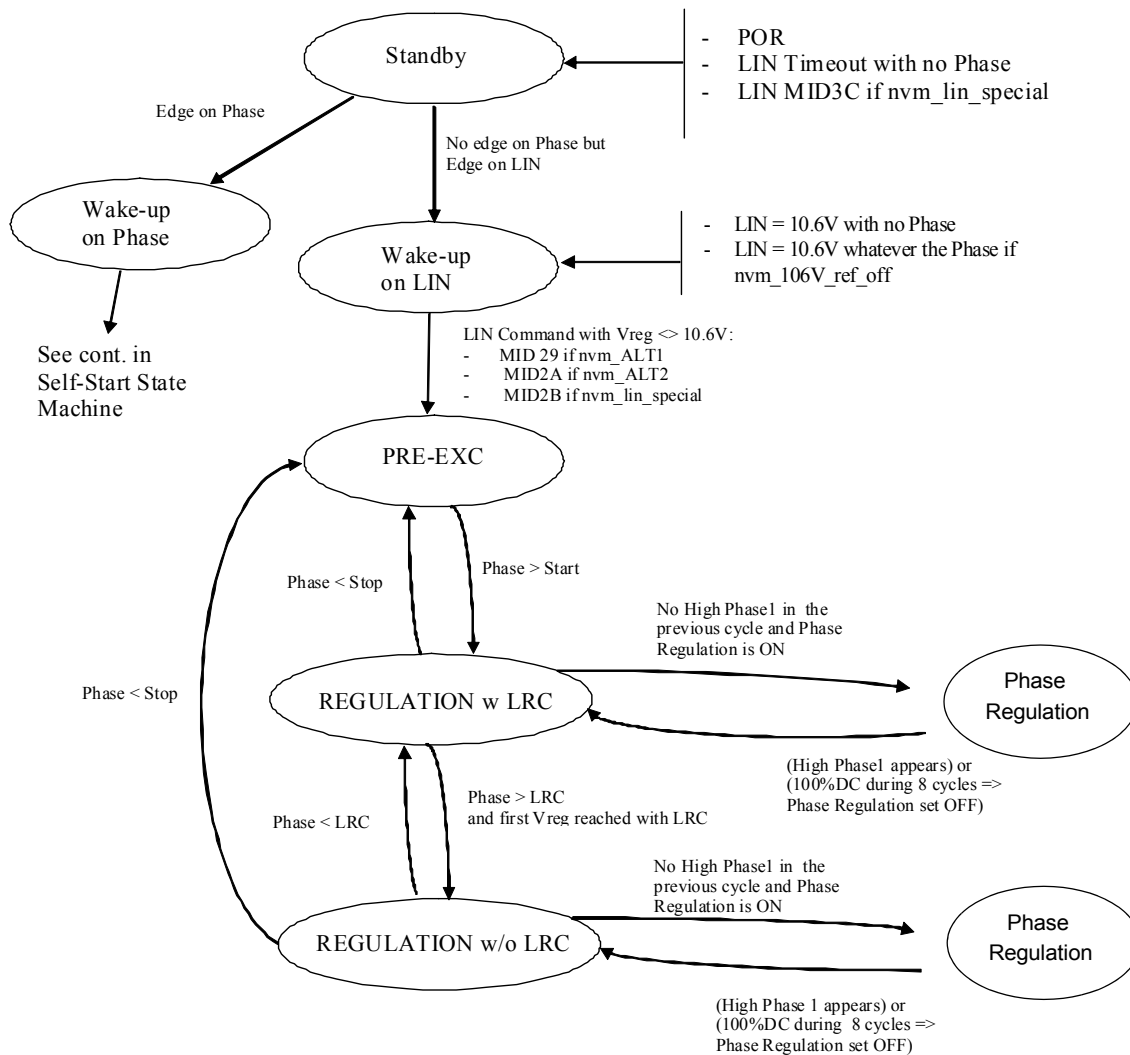 Standby
- POR
- LIN Timeout with no Phase
- LIN MID3C if nvm_lin_special
Edge on Phase
No edge on Phase but
Edge on LIN
Wake-up
on Phase
Wake-up
on LIN
- LIN = 10.6V with no Phase
- LIN = 10.6V whatever the Phase if
nvm_106V_ref_off
See cont. in
Self-Start State
Machine
LIN Command with Vreg <> 10.6V:
- MID 29 if nvm_ALT1
- MID2A if nvm_ALT2
- MID2B if nvm_lin_special
PRE-EXC
Phase < Stop
Phase > Start
No High Phase1 in the
previous cycle and Phase
Regulation is ON
Phase < Stop
REGULATION w LRC
Phase
Regulation
(High Phase1 appears) or
(100%DC during 8 cycles =>
Phase Regulation set OFF)
Phase < LRC
Phase > LRC
and first Vreg reached with LRC
No High Phase1 in the
previous cycle and Phase
Regulation is ON
REGULATION w/o LRC
Phase
Regulation
(High Phase 1 appears) or
(100%DC during 8 cycles =>
Phase Regulation set OFF)